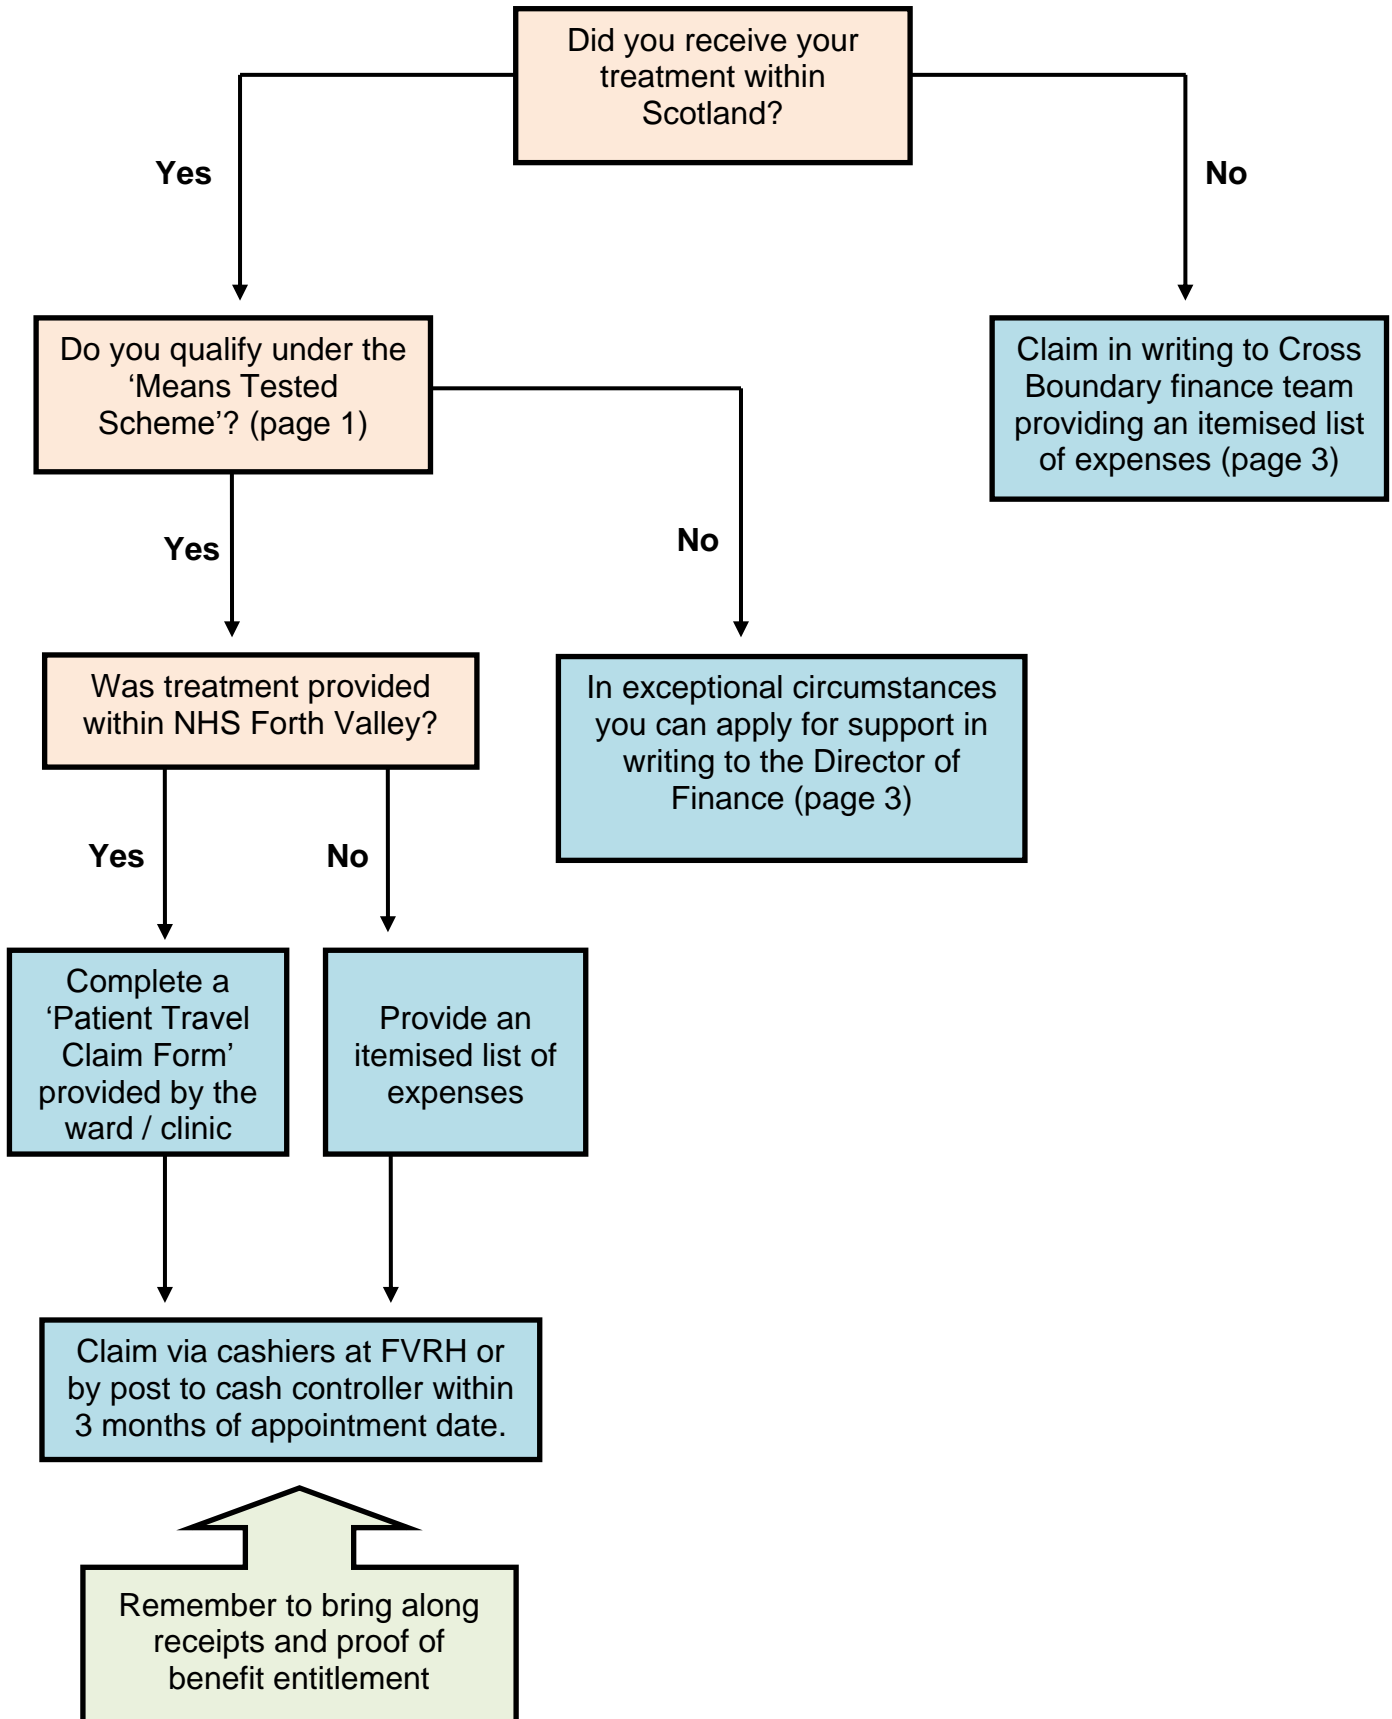 Did you receive your
treatment within
Scotland?
Yes
No
Do you qualify under the
‘Means Tested
Scheme’? (page 1)
Claim in writing to Cross
Boundary finance team
providing an itemised list
of expenses (page 3)
Yes
No
Was treatment provided
within NHS Forth Valley?
In exceptional circumstances
you can apply for support in
writing to the Director of
Finance (page 3)
Yes
No
Complete a
‘Patient Travel
Claim Form’
provided by the
ward / clinic
Provide an
itemised list of
expenses
Claim via cashiers at FVRH or
by post to cash controller within
3 months of appointment date.
Remember to bring along
receipts and proof of
benefit entitlement